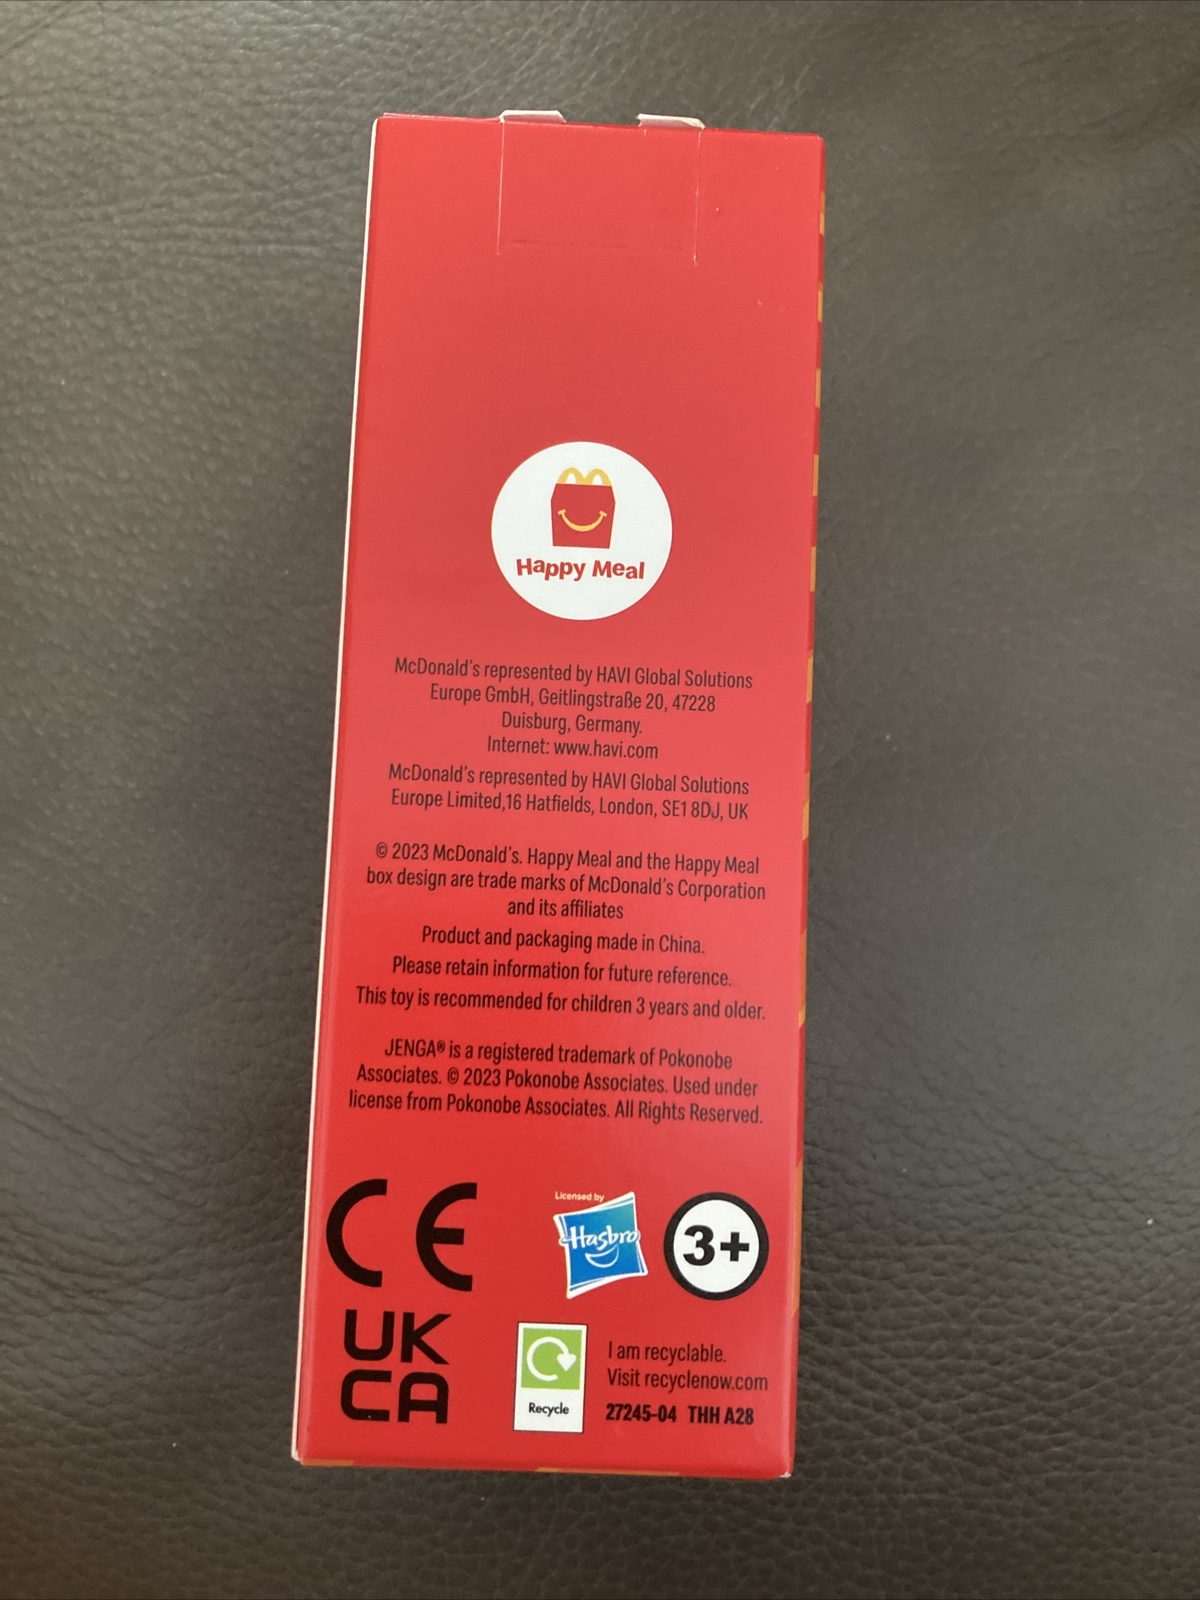 Happy Meal
McDonald's represented by HAVI Global Solutions
Europe GmbH, Geitlingstraße 20, 47228
Duisburg, Germany.
Internet: www.havi.com
McDonald's represented by HAVI Global Solutions
Europe Limited,16 Hatfields, London, SE1 8DJ, UK
© 2023 McDonald's. Happy Meal and the Happy Meal
box design are trade marks of McDonald's Corporation
and its affiliates
Product and packaging made in China.
Please retain information for future reference.
This toy is recommended for children 3 years and older.
JENGA® is a registered trademark of Pokonobe
Associates. © 2023 Pokonobe Associates. Used under
license from Pokonobe Associates. All Rights Reserved.
CE
Licensed by
Hasbro
3+
UK
CA
Recycle
I am recyclable.
Visit recyclenow.com
27245-04 THH A28